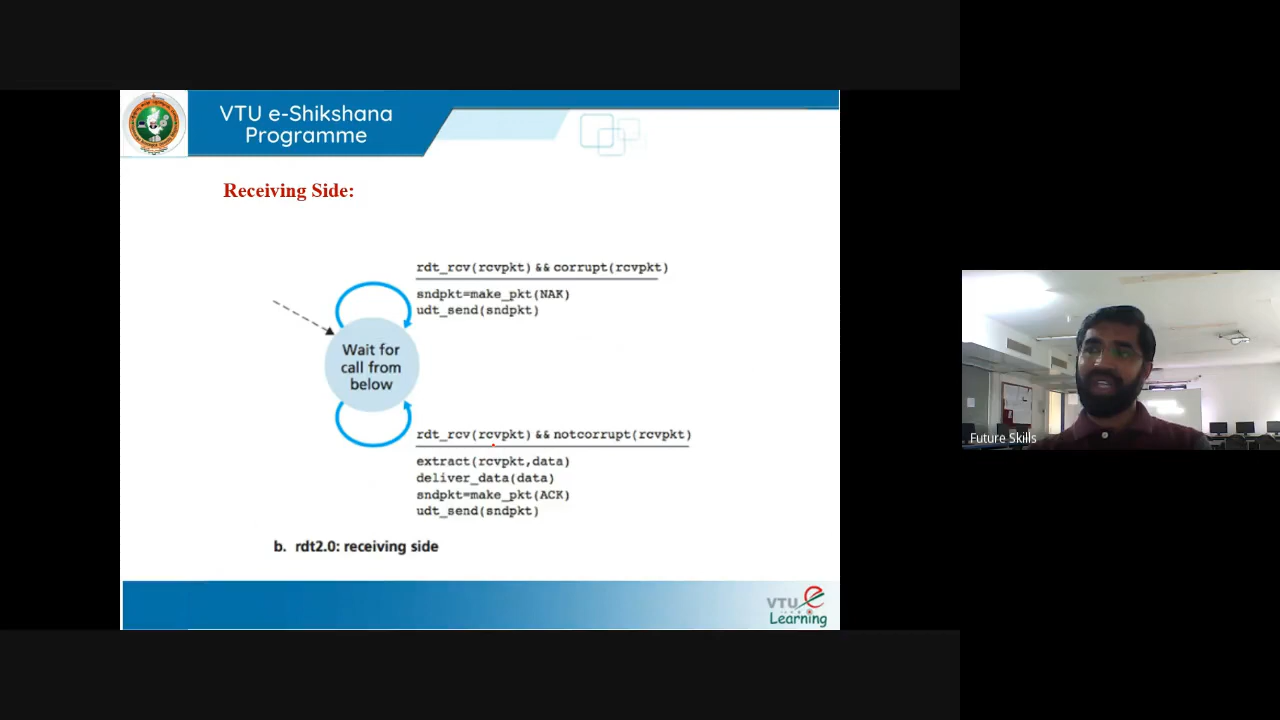 VTU e-Shikshana
Programme
Receiving Side:
rdt_rcv(rcvpkt) && corrupt(rcvpkt)
sndpkt=make_pkt(NAK)
udt_send(sndpkt)
Wait for
call from
below
rdt_rcv(rcvpkt) && notcorrupt(rcvpkt)
extract(rcvpkt,data)
deliver_data(data)
sndpkt=make_pkt(ACK)
udt_send(sndpkt)
b. rdt2.0: receiving side
VTU e
Learning
Future Skills